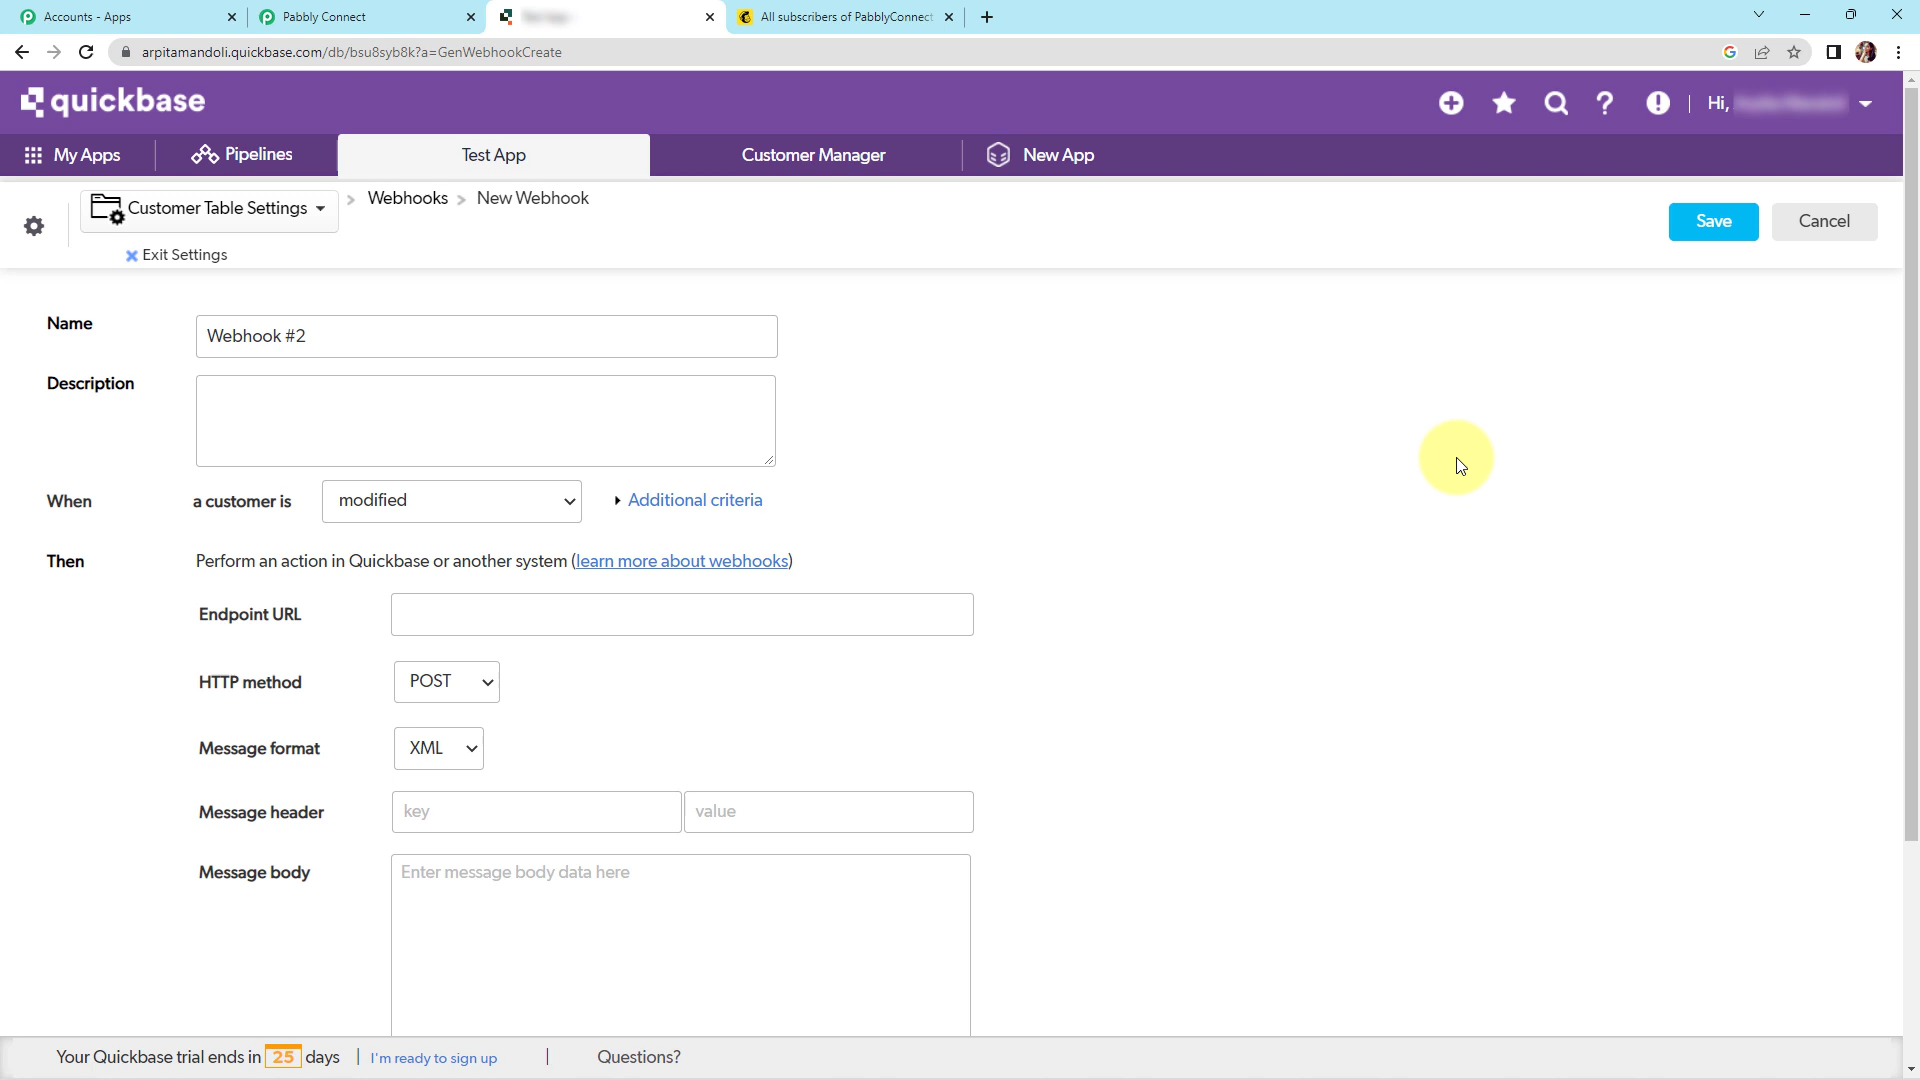 Accounts - Apps
Pabbly Connect
All subscribers of PabblyConnect
arpitamandoli.quickbase.com/db/bsu8syb8k?a=GenWebhookCreate
quickbase
Hi,
My Apps
Pipelines
Test App
Customer Manager
New App
Customer Table Settings
Webhooks > New Webhook
Save
Cancel
Exit Settings
Name
Webhook #2
Description
When a customer is modified Additional criteria
Then Perform an action in Quickbase or another system (learn more about webhooks)
Endpoint URL
HTTP method POST
Message format XML
Message header key value
Message body Enter message body data here
Your Quickbase trial ends in 25 days | I'm ready to sign up | Questions?